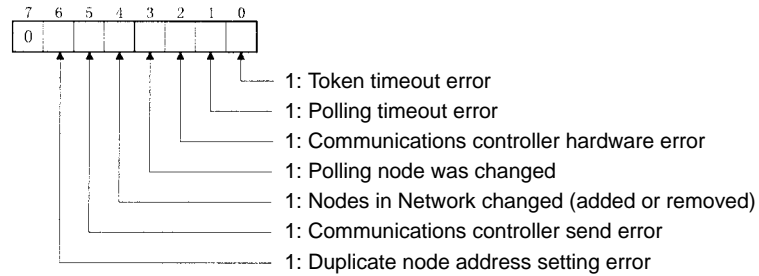 7 6 5 4 3 2 1 0
0
1: Token timeout error
1: Polling timeout error
1: Communications controller hardware error
1: Polling node was changed
1: Nodes in Network changed (added or removed)
1: Communications controller send error
1: Duplicate node address setting error